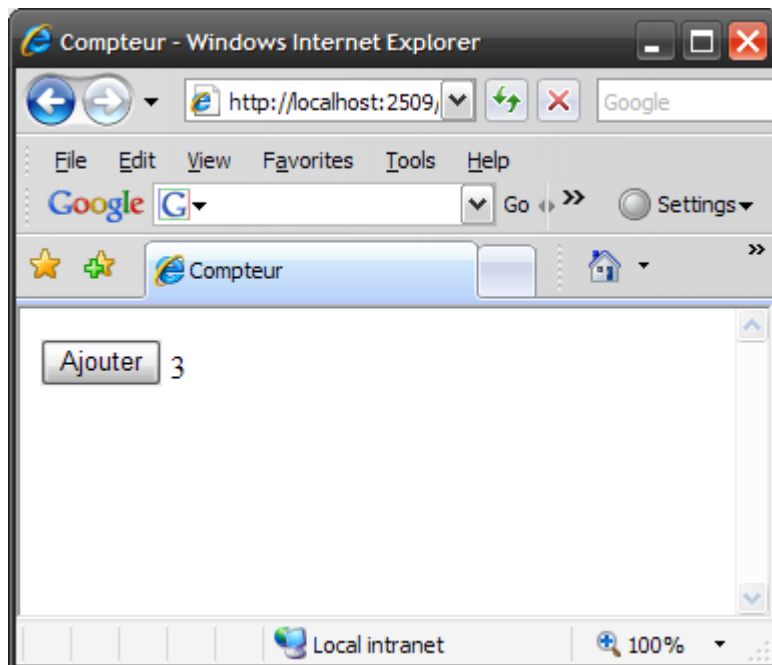 Compteur - Windows Internet Explorer
http://localhost:2509/ Google
File Edit View Favorites Tools Help
Google G Go » Settings
Compteur »
Ajouter 3
Local intranet 100%